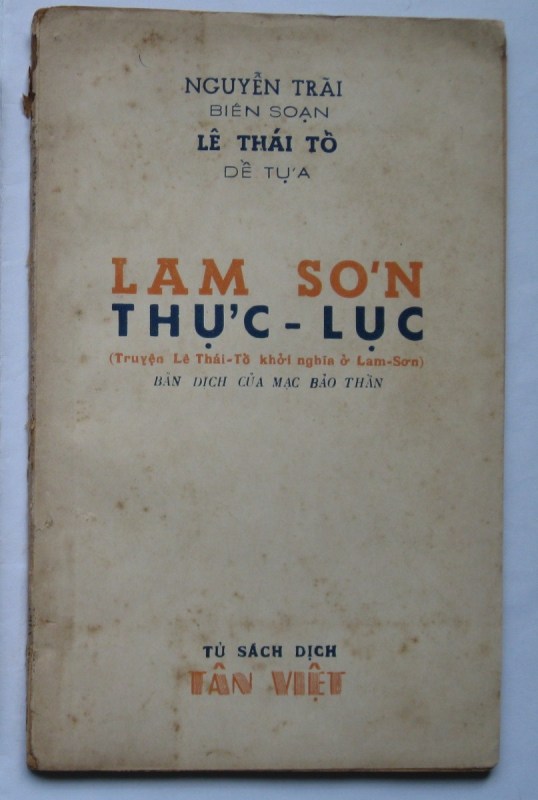 NGUYỄN TRÃI
BIÊN SOẠN
LÊ THÁI TỔ
ĐỀ TỰA
LAM SƠN
THỰC - LỤC
(Truyện Lê Thái-Tổ khởi nghĩa ở Lam-Sơn)
BẢN DỊCH CỦA MẠC BẢO THẦN
TỦ SÁCH DỊCH
TÂN VIỆT